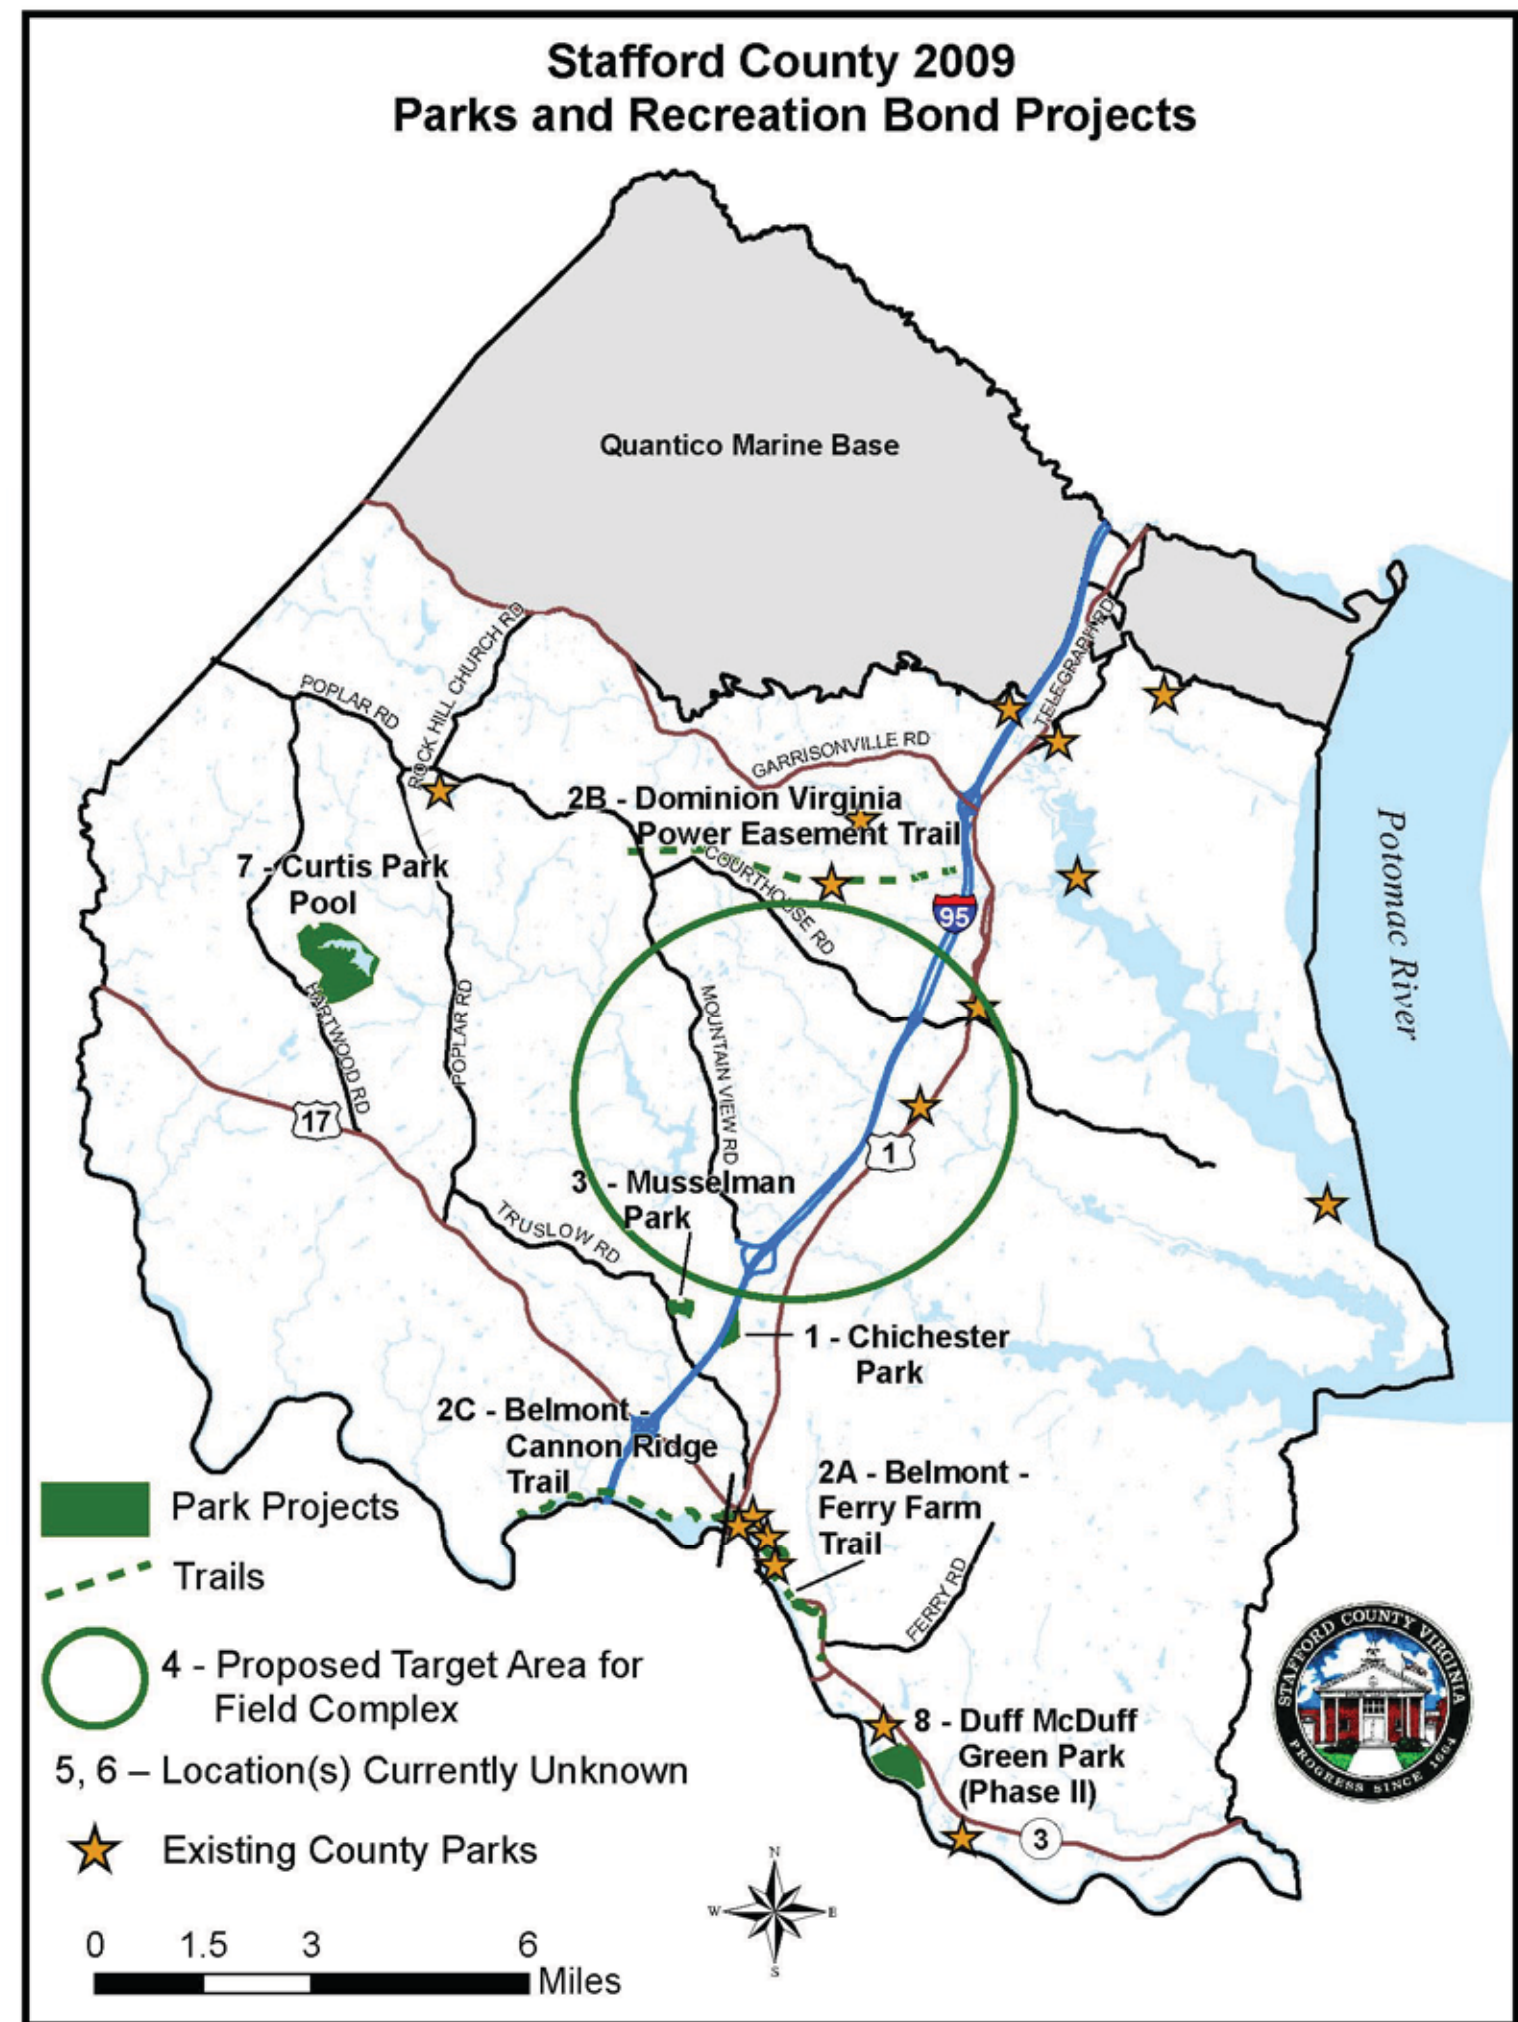 Stafford County 2009
Parks and Recreation Bond Projects
Quantico Marine Base
TELEGRAPH RD
ROCK HILL CHURCH RD
POPLAR RD
GARRISONVILLE RD
2B - Dominion Virginia
Power Easement Trail
COURTHOUSE RD
7 - Curtis Park
Pool
95
Potomac River
HARTWOOD RD
POPLAR RD
MOUNTAIN VIEW RD
17
1
3 - Musselman
Park
TRUSLOW RD
1 - Chichester
Park
2C - Belmont -
Cannon Ridge
Trail
2A - Belmont -
Ferry Farm
Trail
FERRY RD
Park Projects
Trails
4 - Proposed Target Area for
Field Complex
5, 6 – Location(s) Currently Unknown
Existing County Parks
8 - Duff McDuff
Green Park
(Phase II)
3
STAFFORD COUNTY VIRGINIA
PROGRESS SINCE 1664
N
W E
S
0 1.5 3 6
Miles